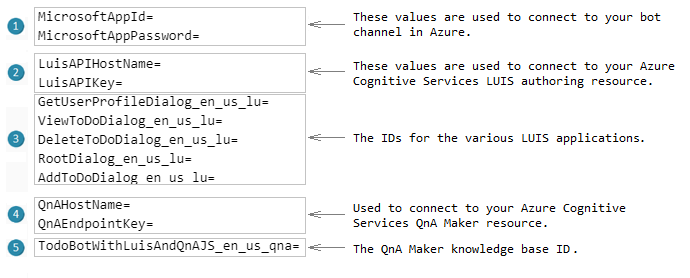 1
MicrosoftAppId=
MicrosoftAppPassword=
These values are used to connect to your bot
channel in Azure.
2
LuisAPIHostName=
LuisAPIKey=
These values are used to connect to your Azure
Cognitive Services LUIS authoring resource.
3
GetUserProfileDialog_en_us_lu=
ViewToDoDialog_en_us_lu=
DeleteToDoDialog_en_us_lu=
RootDialog_en_us_lu=
AddToDoDialog_en_us_lu=
The IDs for the various LUIS applications.
4
QnAHostName=
QnAEndpointKey=
Used to connect to your Azure Cognitive
Services QnA Maker resource.
5
TodoBotWithLuisAndQnAJS_en_us_qna=
The QnA Maker knowledge base ID.